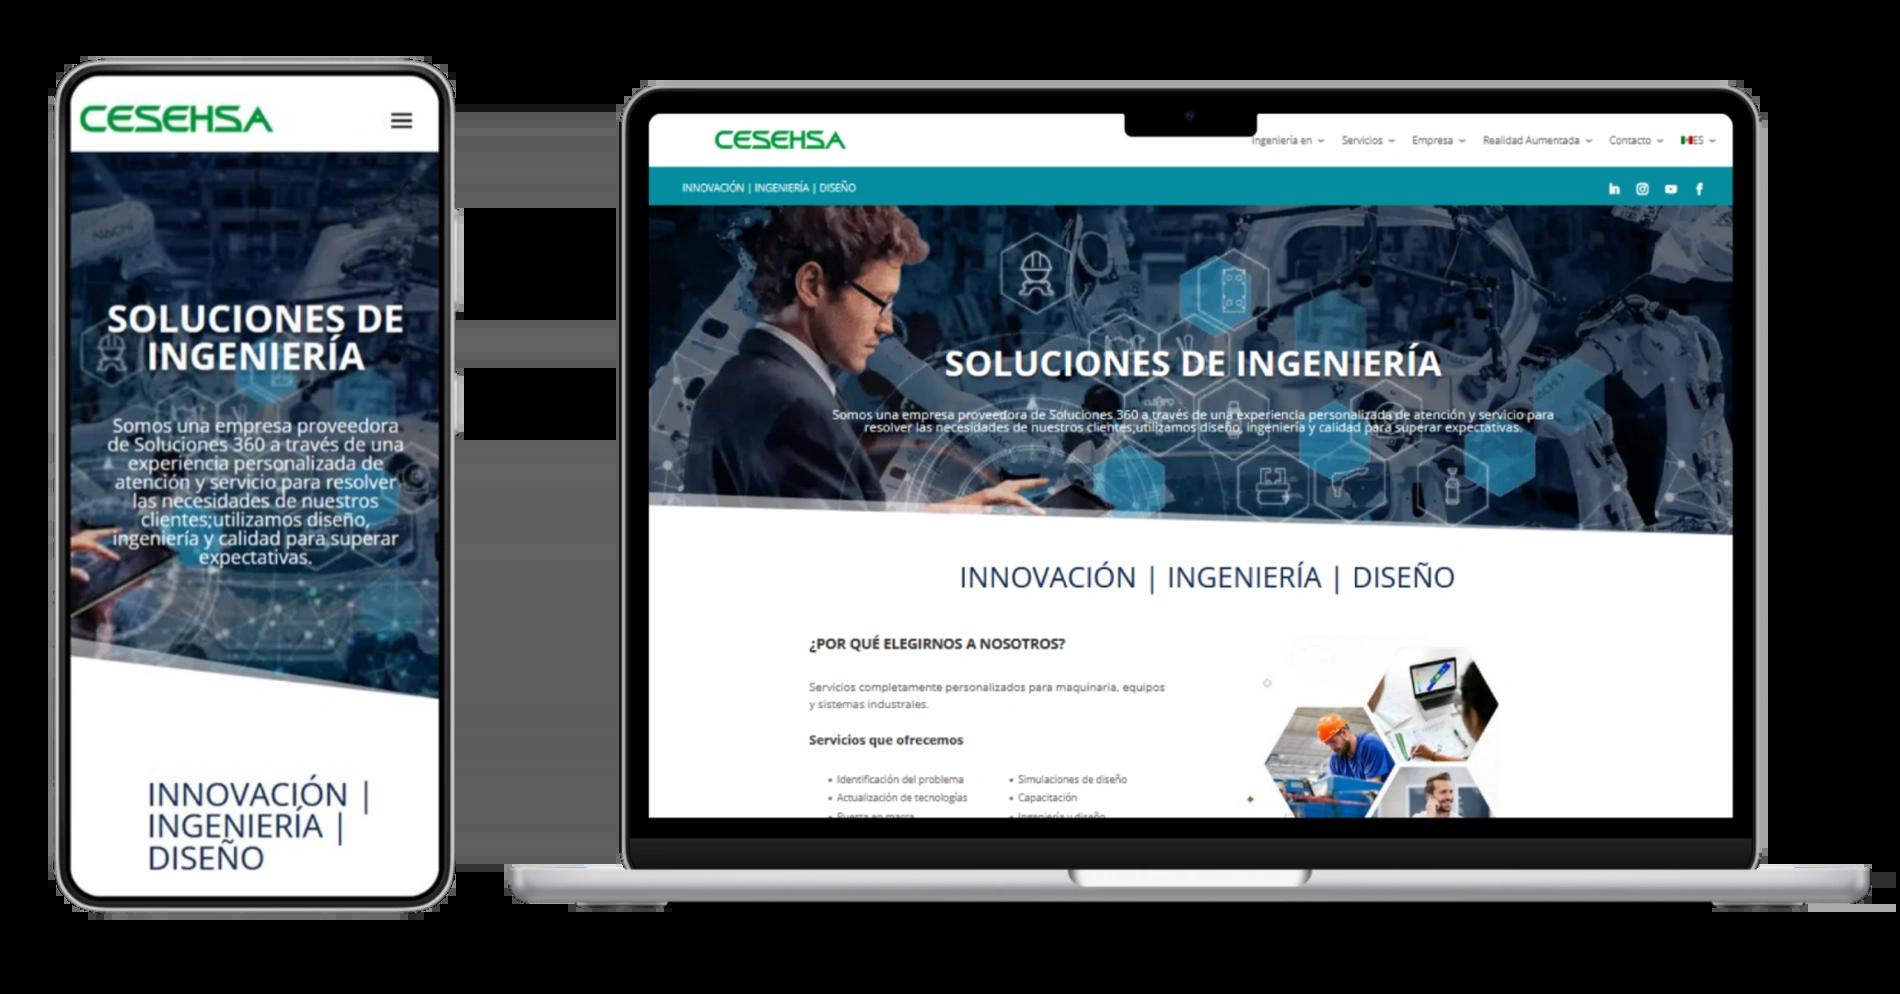 CESEHSA
SOLUCIONES DE
INGENIERÍA
Somos una empresa proveedora
de Soluciones 360 a través de una
experiencia personalizada de
atención y servicio para resolver
las necesidades de nuestros
clientes;utilizamos diseño,
ingeniería y calidad para superar
expectativas.
INNOVACIÓN |
INGENIERÍA |
DISEÑO
CESEHSA
Ingeniería en Servicios Empresa Realidad Aumentada Contacto ES
INNOVACIÓN | INGENIERÍA | DISEÑO
SOLUCIONES DE INGENIERÍA
Somos una empresa proveedora de Soluciones 360 a través de una experiencia personalizada de atención y servicio para
resolver las necesidades de nuestros clientes;utilizamos diseño, ingeniería y calidad para superar expectativas.
INNOVACIÓN | INGENIERÍA | DISEÑO
¿POR QUÉ ELEGIRNOS A NOSOTROS?
Servicios completamente personalizados para maquinaria, equipos
y sistemas industriales.
Servicios que ofrecemos
• Identificación del problema
• Actualización de tecnologías
• Simulaciones de diseño
• Capacitación
• Ingeniería y diseño
NACHI